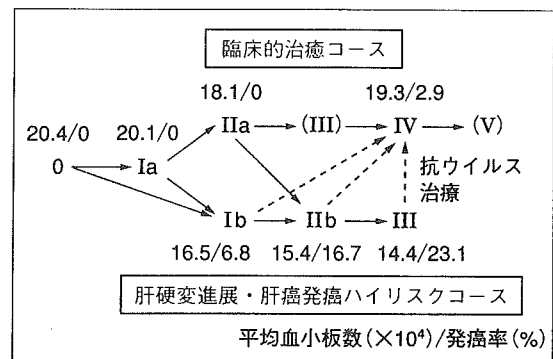 臨床的治癒コース
18.1/0
19.3/2.9
20.4/0
20.1/0
IIa
(III)
IV
(V)
0
Ia
抗ウイルス
治療
Ib
IIb
III
16.5/6.8
15.4/16.7
14.4/23.1
肝硬変進展・肝癌発癌ハイリスクコース
平均血小板数(×10⁴)/発癌率(%)